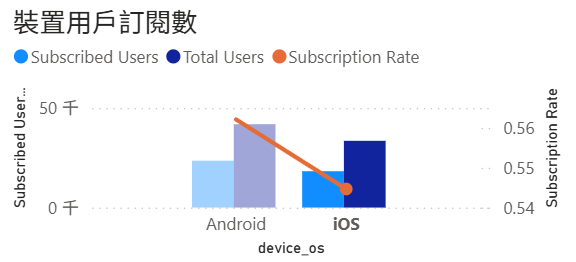 裝置用戶訂閱數
Subscribed Users Total Users Subscription Rate
Subscribed User...
50 千
0 千
Android iOS
device_os
0.56
0.55
0.54
Subscription Rate